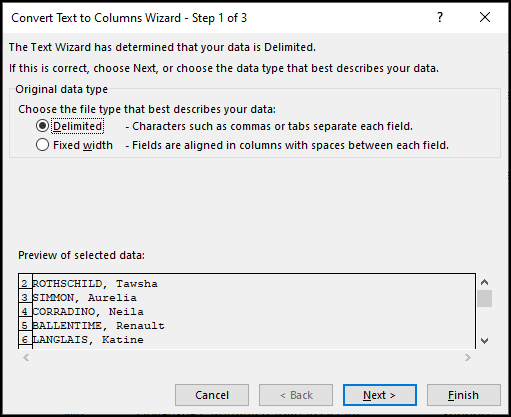 Convert Text to Columns Wizard - Step 1 of 3 ? ×
The Text Wizard has determined that your data is Delimited.
If this is correct, choose Next, or choose the data type that best describes your data.
Original data type
Choose the file type that best describes your data:
Delimited - Characters such as commas or tabs separate each field.
Fixed width - Fields are aligned in columns with spaces between each field.
Preview of selected data:
2 ROTHSCHILD, Tawsha
3 SIMMON, Aurelia
4 CORRADINO, Neila
5 BALLENTIME, Renault
6 LANGLAIS, Katine
Cancel < Back Next > Finish